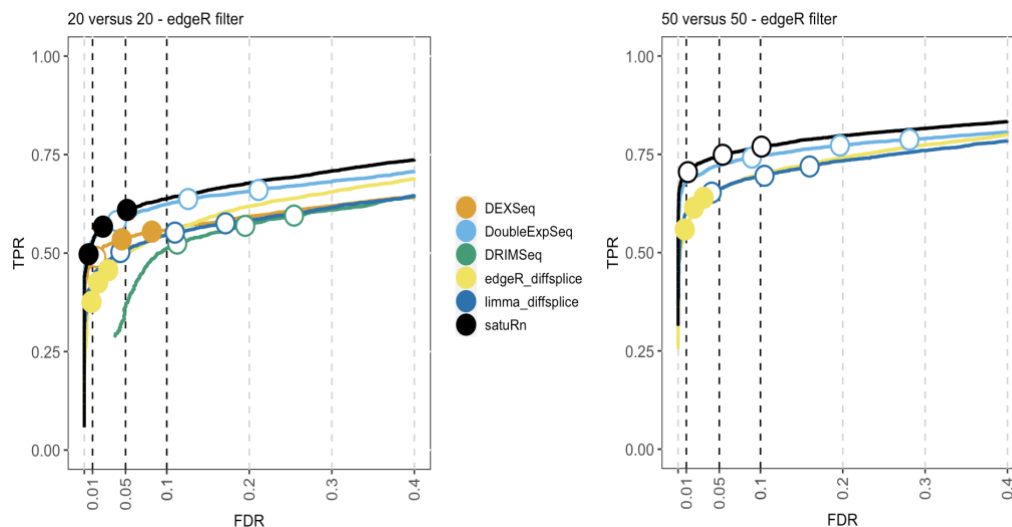 20 versus 20 - edgeR filter
TPR
1.00
0.75
0.50
0.25
0.00
0.01
0.05
0.1
0.2
0.3
0.4
FDR
DEXSeq
DoubleExpSeq
DRIMSeq
edgeR_diffsplice
limma_diffsplice
satuRn
50 versus 50 - edgeR filter
TPR
1.00
0.75
0.50
0.25
0.00
0.01
0.05
0.1
0.2
0.3
0.4
FDR